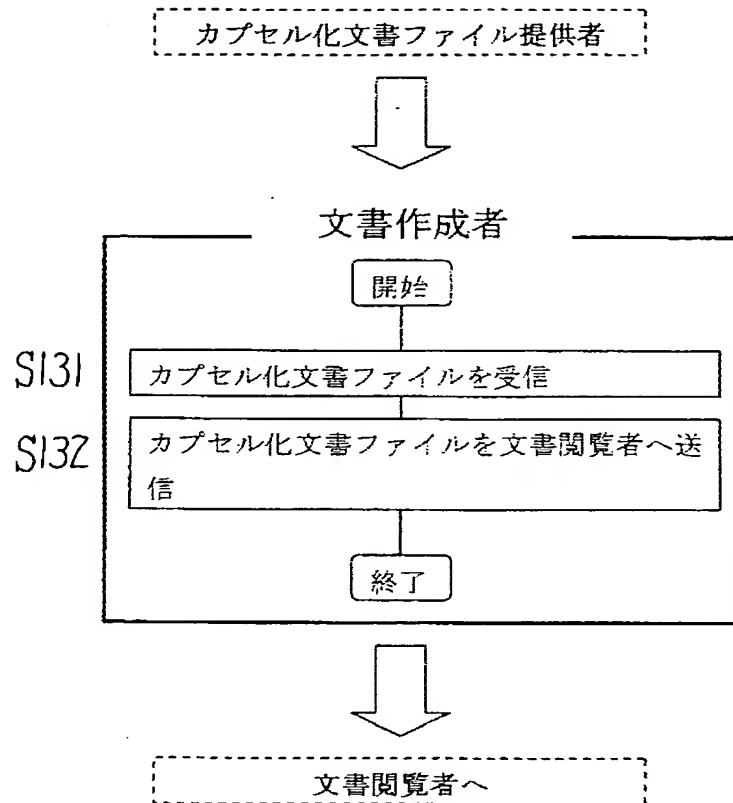 カプセル化文書ファイル提供者
文書作成者
開始
S131
カプセル化文書ファイルを受信
S132
カプセル化文書ファイルを文書閲覧者へ送
信
終了
文書閲覧者へ